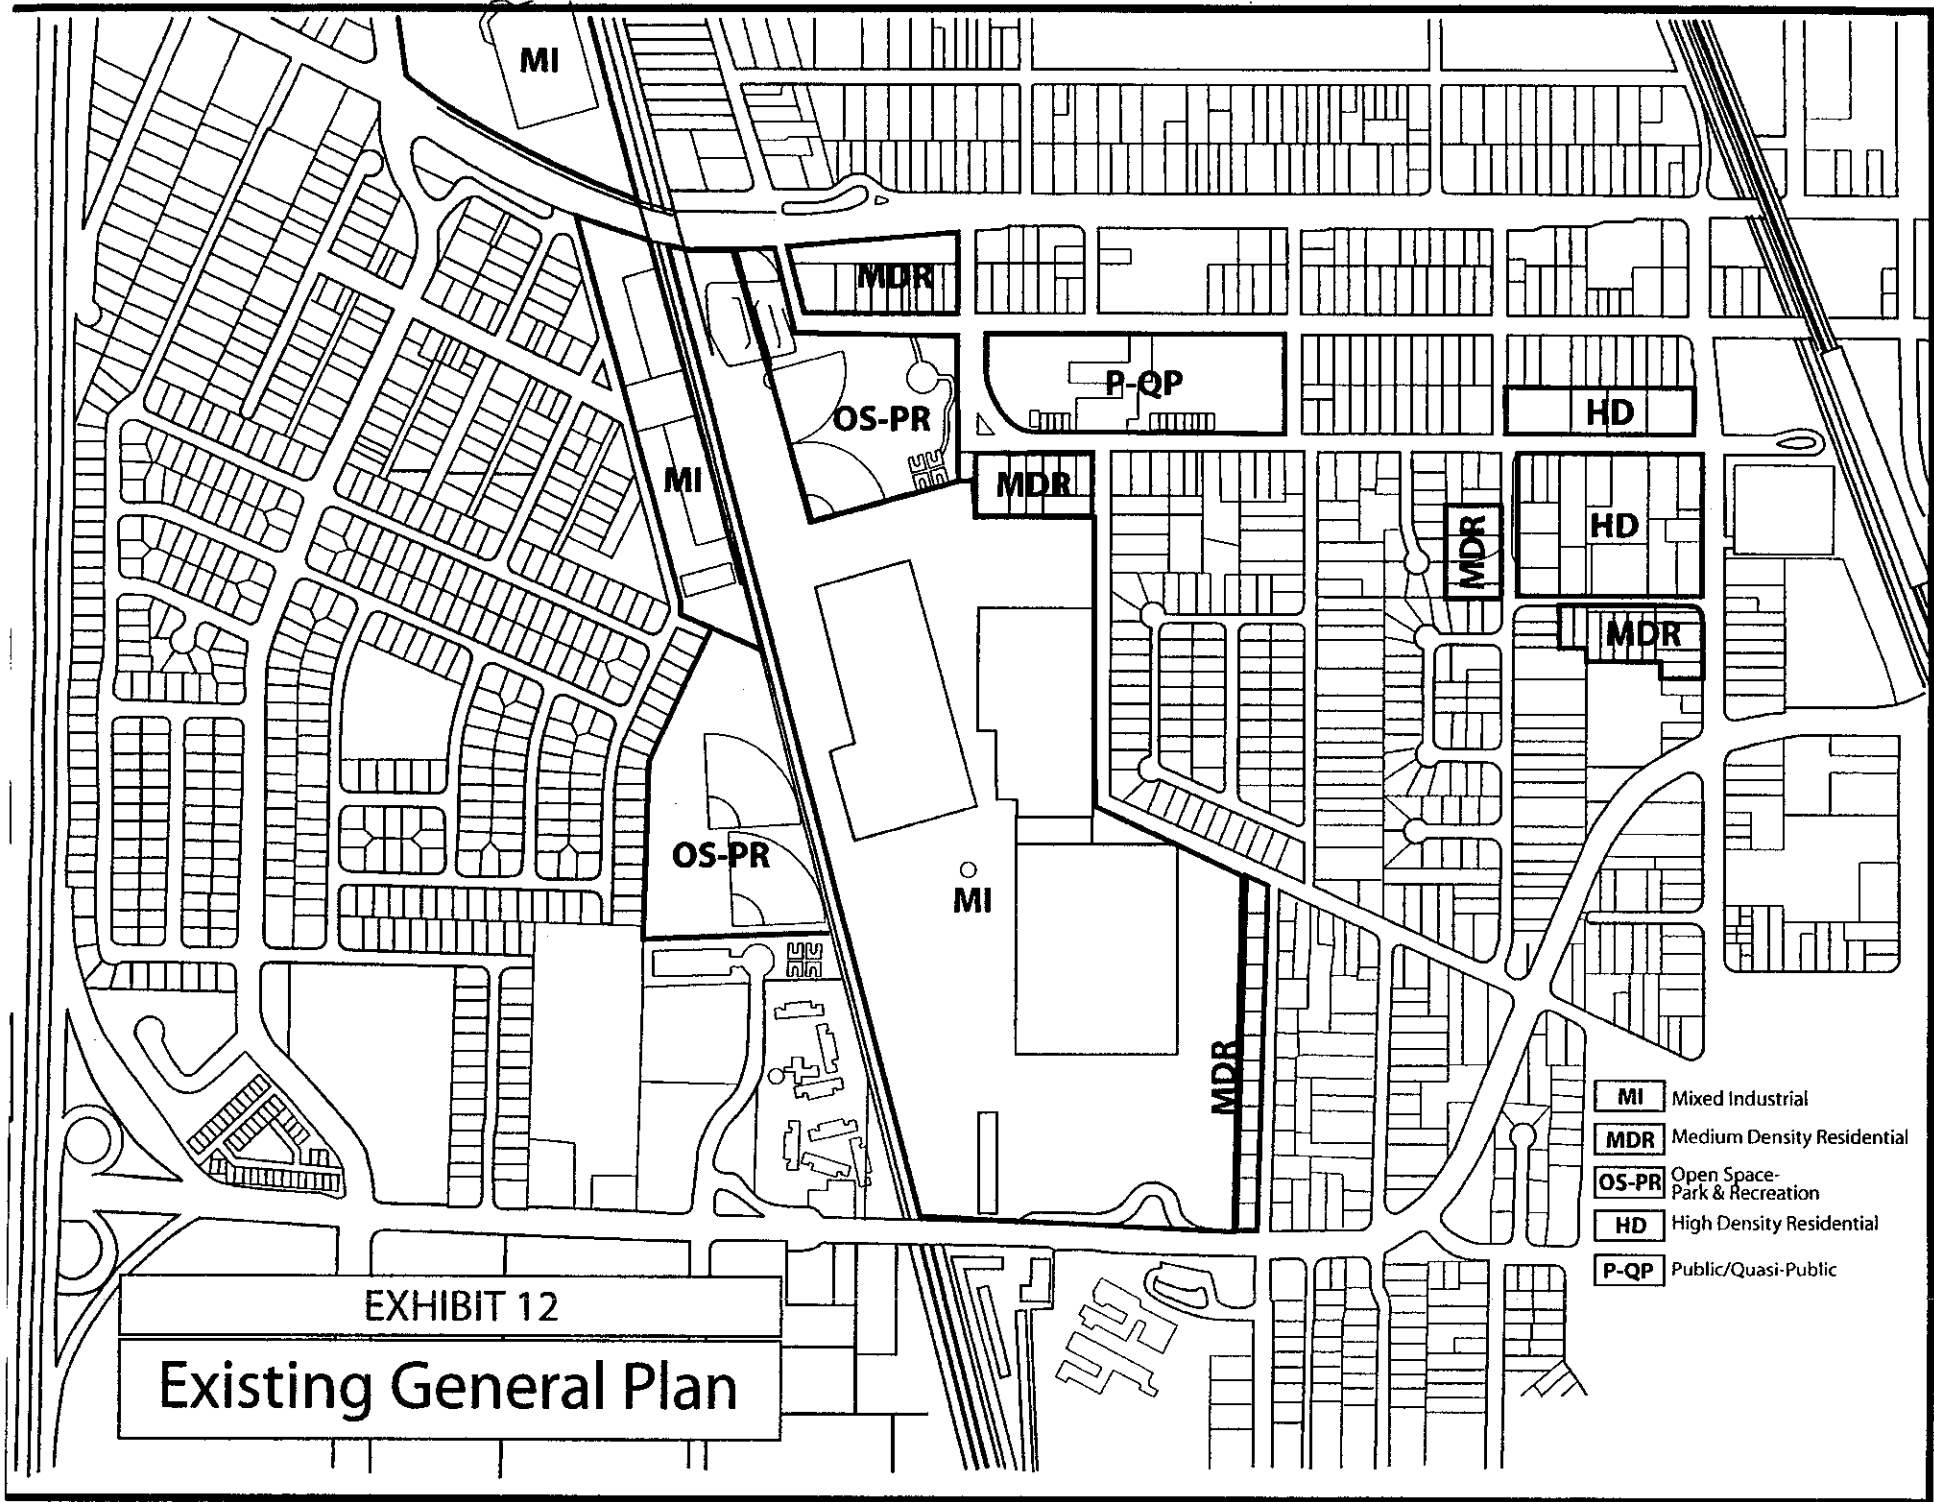 MI
MDR
P-QP
OS-PR
HD
MI
MDR
MDR
HD
MDR
OS-PR
MI
MDR
MI Mixed Industrial
MDR Medium Density Residential
OS-PR Open Space-
Park & Recreation
HD High Density Residential
P-QP Public/Quasi-Public
EXHIBIT 12
Existing General Plan